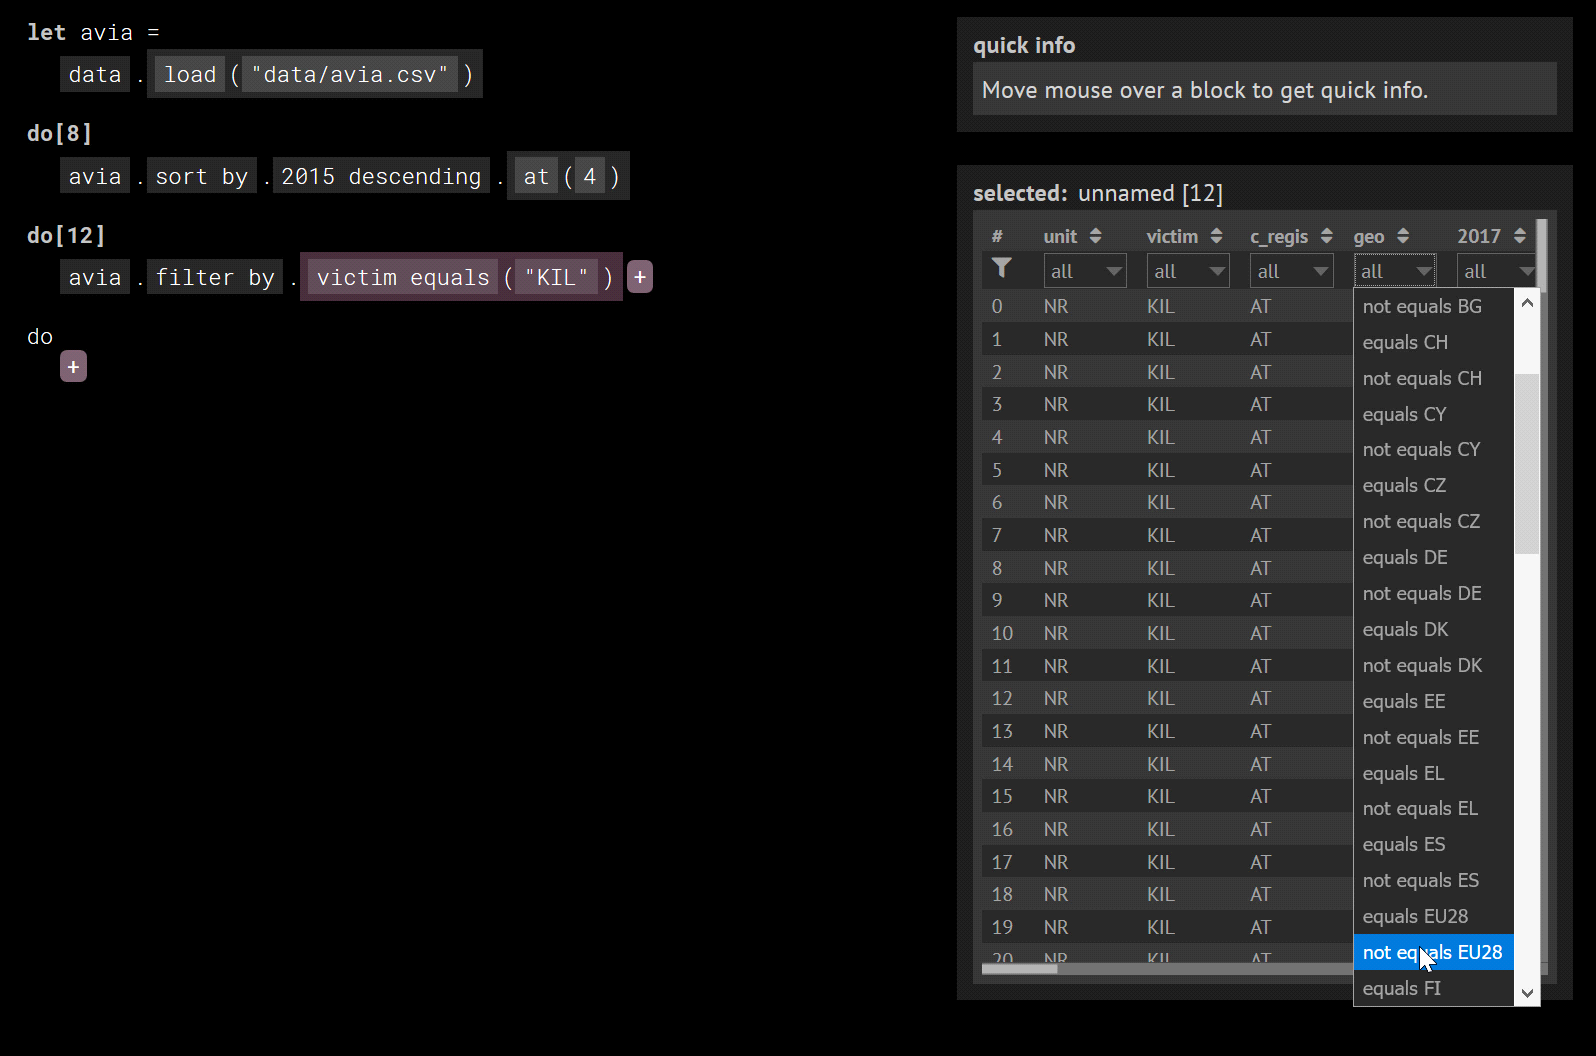 let avia =
data . load ( "data/avia.csv" )
do[8]
avia . sort by . 2015 descending . at ( 4 )
do[12]
avia . filter by . victim equals ( "KIL" ) +
do
+
quick info
Move mouse over a block to get quick info.
selected: unnamed [12]
# unit victim c_regis geo 2017
all all all all all
0 NR KIL AT
1 NR KIL AT
2 NR KIL AT
3 NR KIL AT
4 NR KIL AT
5 NR KIL AT
6 NR KIL AT
7 NR KIL AT
8 NR KIL AT
9 NR KIL AT
10 NR KIL AT
11 NR KIL AT
12 NR KIL AT
13 NR KIL AT
14 NR KIL AT
15 NR KIL AT
16 NR KIL AT
17 NR KIL AT
18 NR KIL AT
19 NR KIL AT
20 NR KIL AT
not equals BG
equals CH
not equals CH
equals CY
not equals CY
equals CZ
not equals CZ
equals DE
not equals DE
equals DK
not equals DK
equals EE
not equals EE
equals EL
not equals EL
equals ES
not equals ES
equals EU28
not equals EU28
equals FI